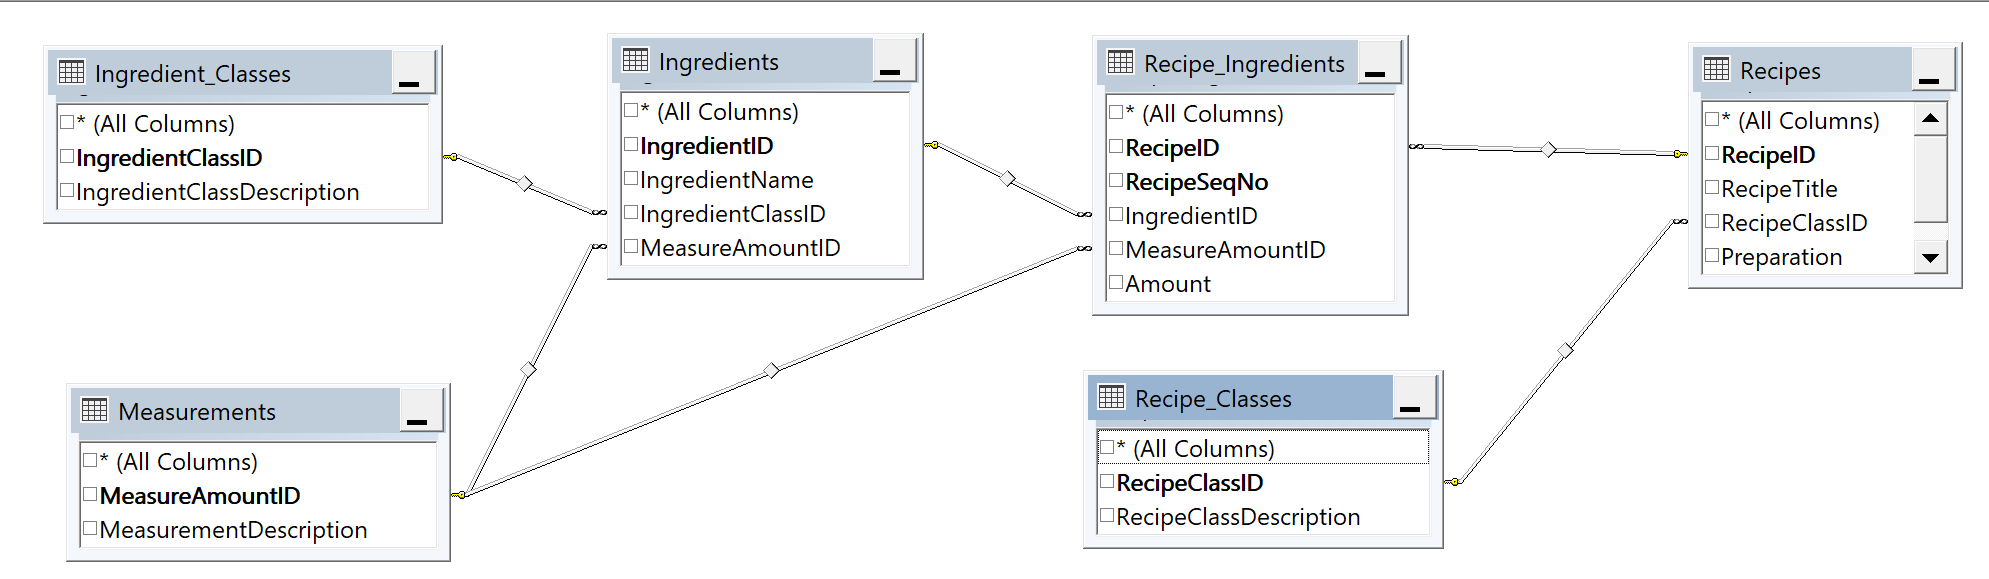 Ingredient_Classes
* (All Columns)
IngredientClassID
IngredientClassDescription
Ingredients
* (All Columns)
IngredientID
IngredientName
IngredientClassID
MeasureAmountID
Recipe_Ingredients
* (All Columns)
RecipeID
RecipeSeqNo
IngredientID
MeasureAmountID
Amount
Recipes
* (All Columns)
RecipeID
RecipeTitle
RecipeClassID
Preparation
Measurements
* (All Columns)
MeasureAmountID
MeasurementDescription
Recipe_Classes
* (All Columns)
RecipeClassID
RecipeClassDescription